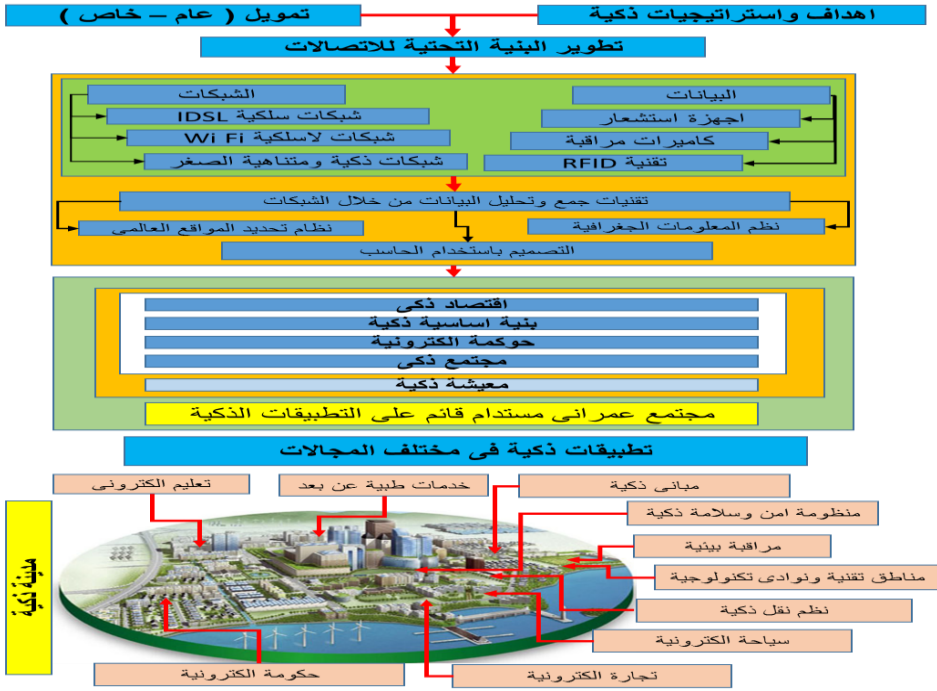 اهداف واستراتيجيات ذكية
تمويل ( عام – خاص )
تطوير البنية التحتية للاتصالات
البيانات
اجهزة استشعار
كاميرات مراقبة
تقنية RFID
الشبكات
شبكات سلكية IDSL
شبكات لاسلكية Wi Fi
شبكات ذكية ومتناهية الصغر
تقنيات جمع وتحليل البيانات من خلال الشبكات
نظم المعلومات الجغرافية
نظام تحديد المواقع العالمى
التصميم باستخدام الحاسب
اقتصاد ذكى
بنية اساسية ذكية
حوكمة الكترونية
مجتمع ذكى
معيشة ذكية
مجتمع عمرانى مستدام قائم على التطبيقات الذكية
تطبيقات ذكية فى مختلف المجالات
مبانى ذكية
خدمات طبية عن بعد
تعليم الكترونى
منظومة امن وسلامة ذكية
مراقبة بيئية
مناطق تقنية ونوادى تكنولوجية
نظم نقل ذكية
سياحة الكترونية
تجارة الكترونية
حكومة الكترونية
مدينة ذكية